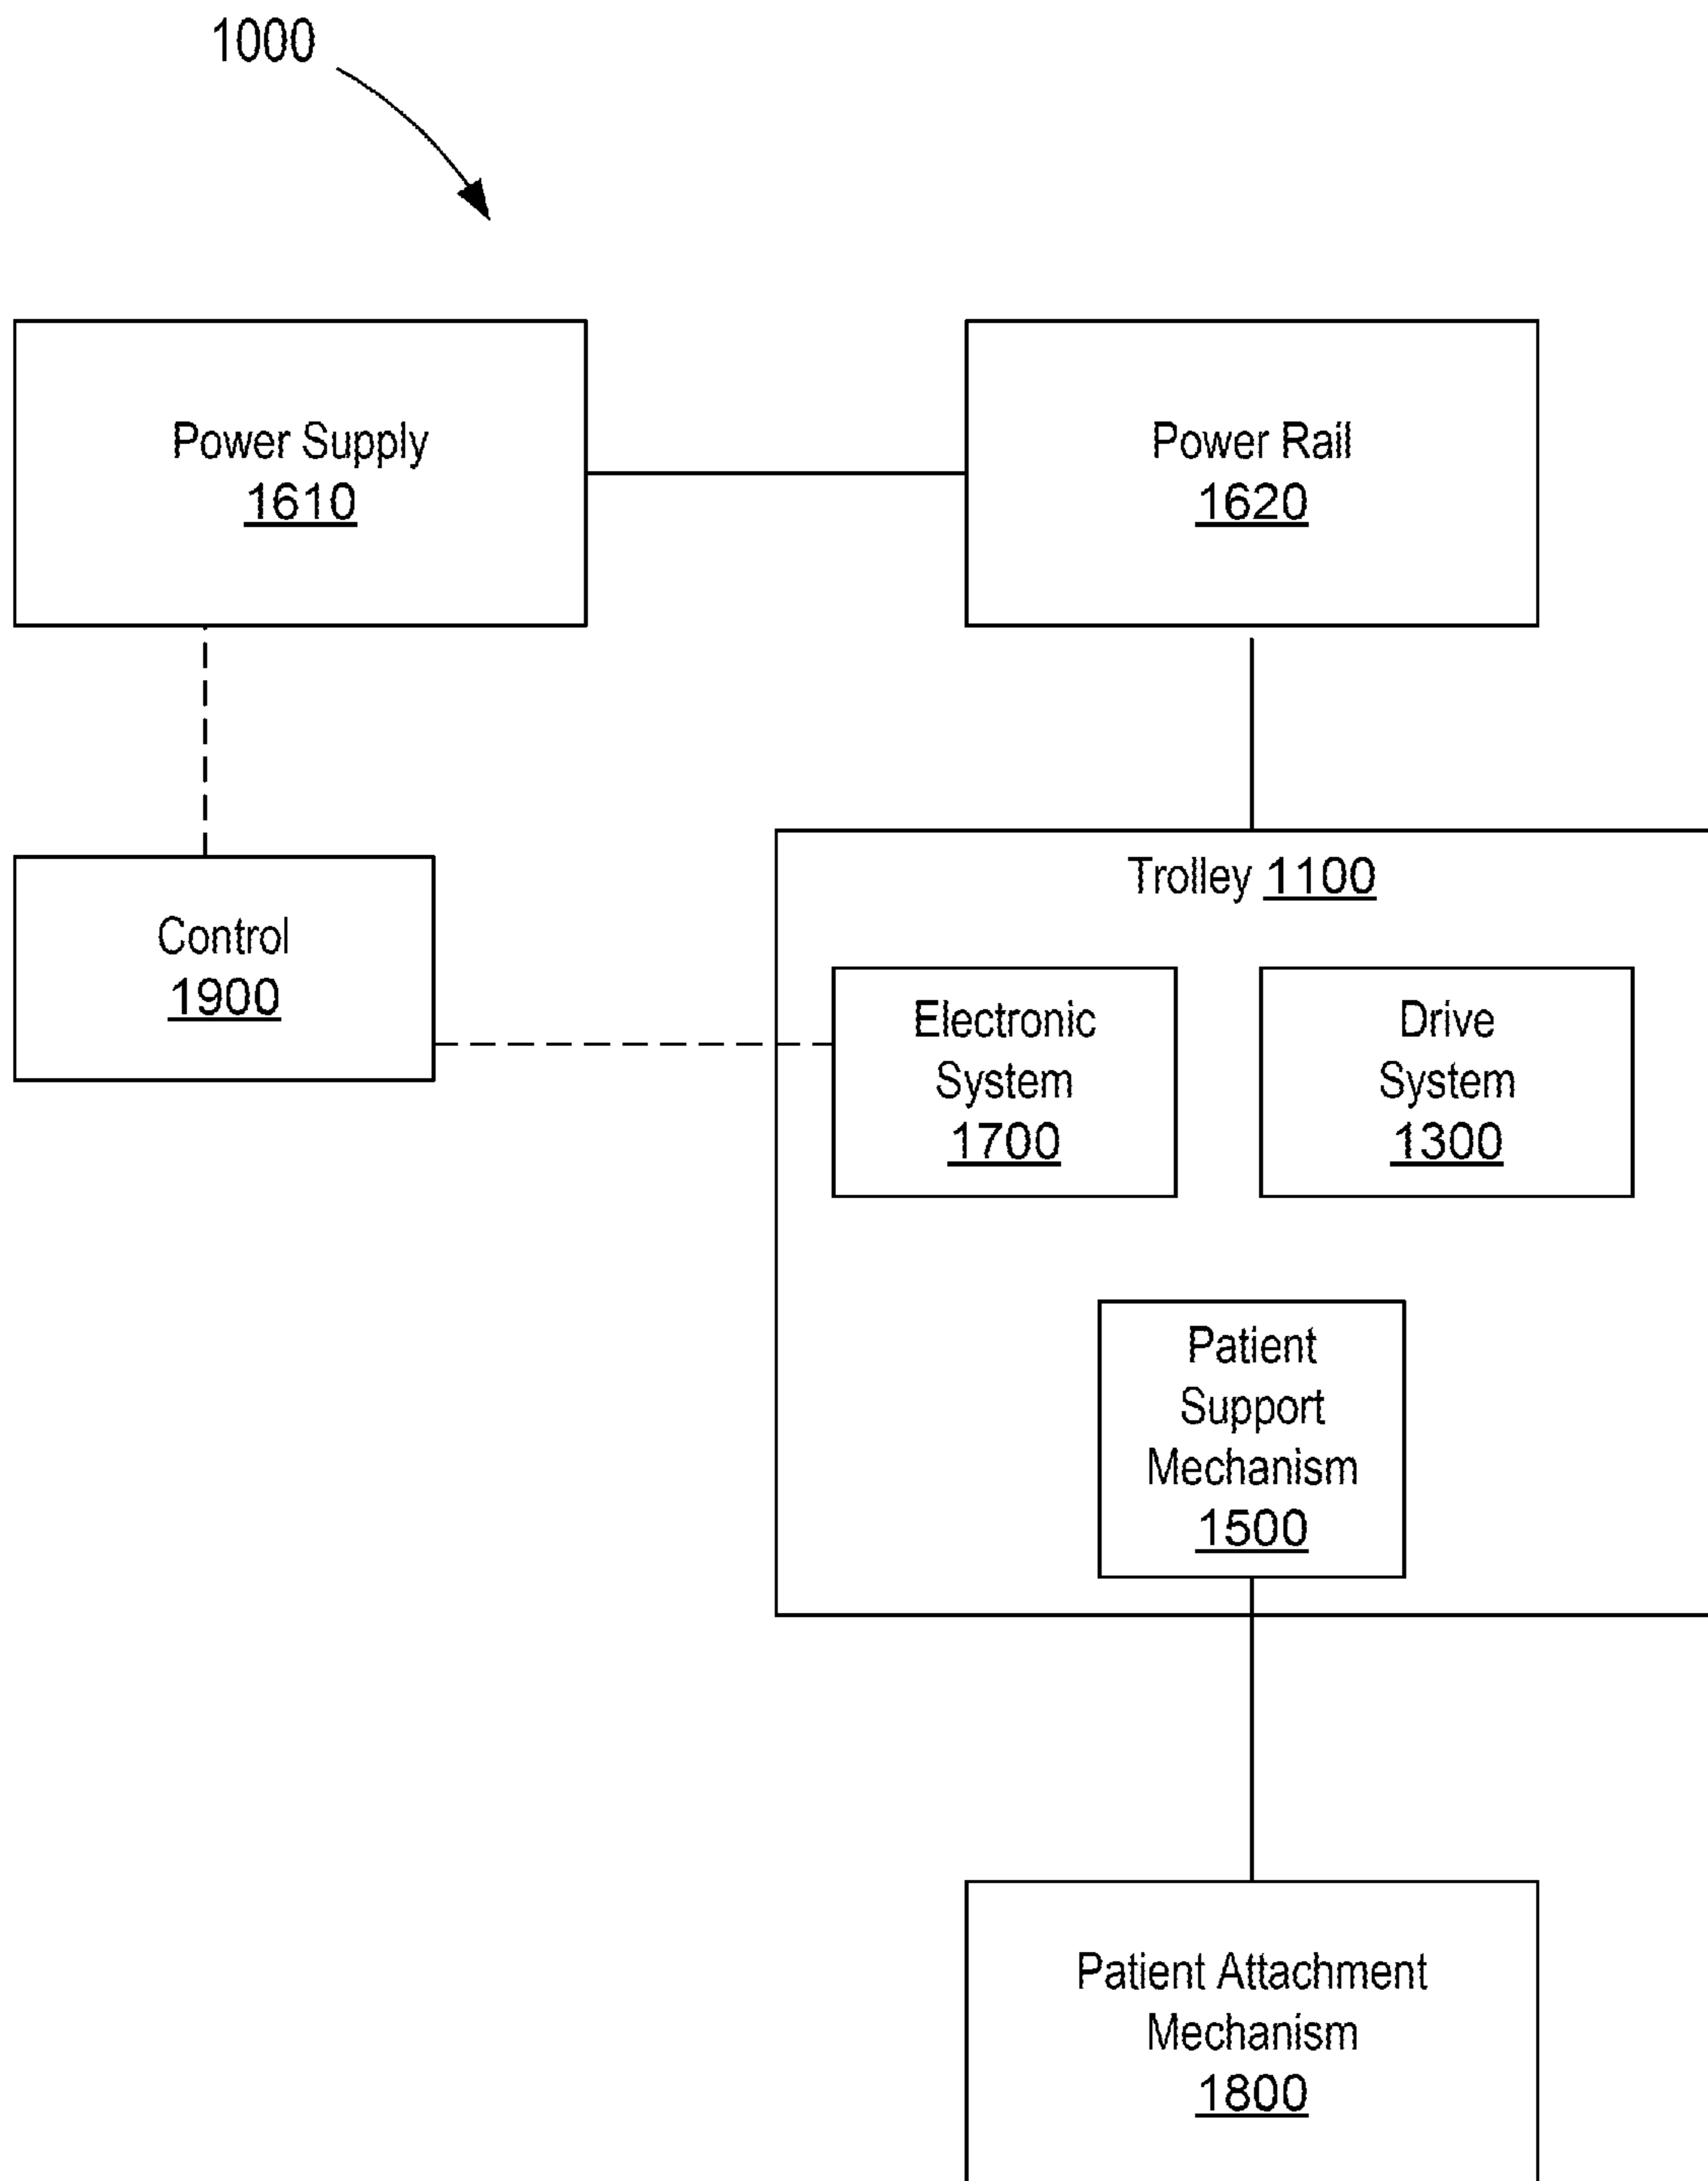 1000
Power Supply
1610
Power Rail
1620
Control
1900
Trolley 1100
Electronic
System
1700
Drive
System
1300
Patient
Support
Mechanism
1500
Patient Attachment
Mechanism
1800